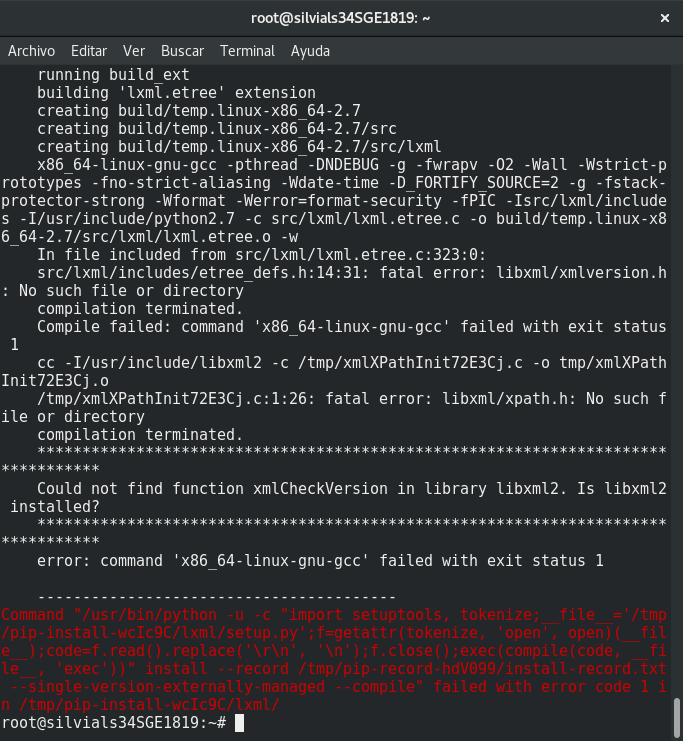 root@silvials34SGE1819: ~
×
Archivo Editar Ver Buscar Terminal Ayuda
running build_ext
building 'lxml.etree' extension
creating build/temp.linux-x86_64-2.7
creating build/temp.linux-x86_64-2.7/src
creating build/temp.linux-x86_64-2.7/src/lxml
x86_64-linux-gnu-gcc -pthread -DNDEBUG -g -fwrapv -O2 -Wall -Wstrict-p
rototypes -fno-strict-aliasing -Wdate-time -D_FORTIFY_SOURCE=2 -g -fstack-
protector-strong -Wformat -Werror=format-security -fPIC -Isrc/lxml/include
s -I/usr/include/python2.7 -c src/lxml/lxml.etree.c -o build/temp.linux-x8
6_64-2.7/src/lxml/lxml.etree.o -w
In file included from src/lxml/lxml.etree.c:323:0:
src/lxml/includes/etree_defs.h:14:31: fatal error: libxml/xmlversion.h
: No such file or directory
compilation terminated.
Compile failed: command 'x86_64-linux-gnu-gcc' failed with exit status
1
cc -I/usr/include/libxml2 -c /tmp/xmlXPathInit72E3Cj.c -o tmp/xmlXPath
Init72E3Cj.o
/tmp/xmlXPathInit72E3Cj.c:1:26: fatal error: libxml/xpath.h: No such f
ile or directory
compilation terminated.
**********************************************************************
***********
Could not find function xmlCheckVersion in library libxml2. Is libxml2
installed?
**********************************************************************
***********
error: command 'x86_64-linux-gnu-gcc' failed with exit status 1
----------------------------------------
Command "/usr/bin/python -u -c "import setuptools, tokenize;__file__='/tmp
/pip-install-wcIc9C/lxml/setup.py';f=getattr(tokenize, 'open', open)(__fil
e__);code=f.read().replace('\r\n', '\n');f.close();exec(compile(code, __fi
le__, 'exec'))" install --record /tmp/pip-record-hdV099/install-record.txt
--single-version-externally-managed --compile" failed with error code 1 i
n /tmp/pip-install-wcIc9C/lxml/
root@silvials34SGE1819:~#